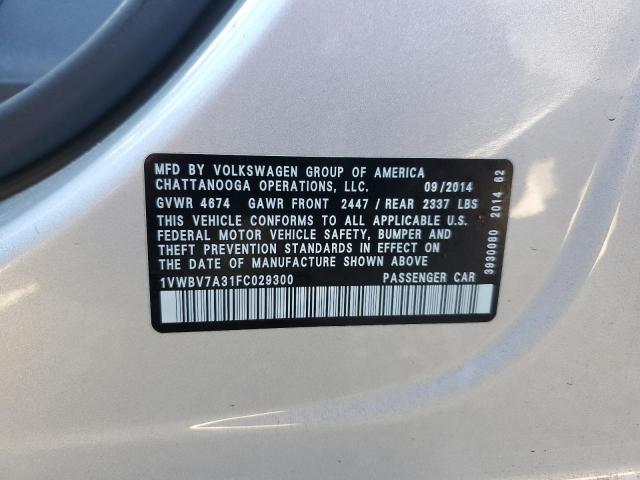 MFD BY VOLKSWAGEN GROUP OF AMERICA
CHATTANOOGA OPERATIONS, LLC. 09/2014
GVWR 4674 GAWR FRONT 2447 / REAR 2337 LBS
THIS VEHICLE CONFORMS TO ALL APPLICABLE U.S.
FEDERAL MOTOR VEHICLE SAFETY, BUMPER AND
THEFT PREVENTION STANDARDS IN EFFECT ON
THE DATE OF MANUFACTURE SHOWN ABOVE
1VWBV7A31FC029300 PASSENGER CAR
3930080 2014 62